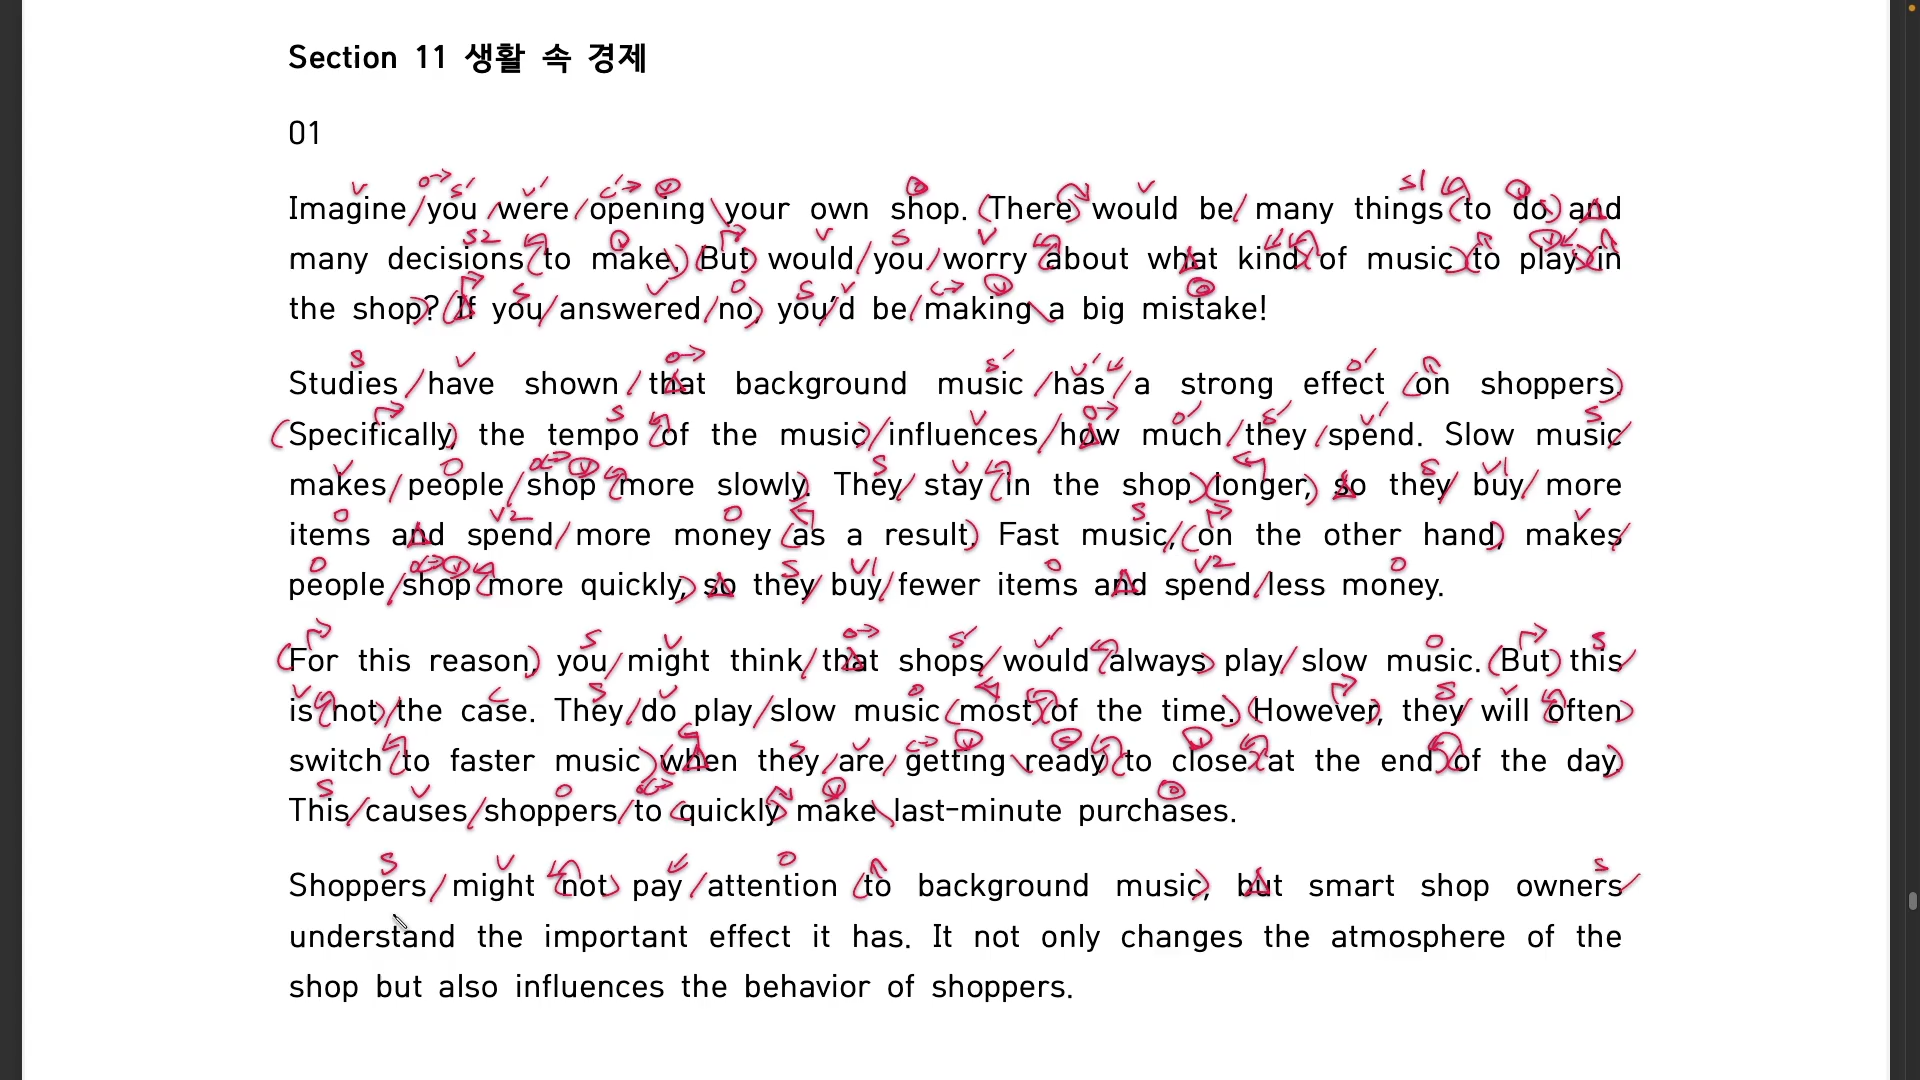 Section 11 생활 속 경제
01
Imagine you were opening your own shop. There would be many things to do and
many decisions to make. But would you worry about what kind of music to play in
the shop? If you answered no, you'd be making a big mistake!
Studies have shown that background music has a strong effect on shoppers.
Specifically, the tempo of the music influences how much they spend. Slow music
makes people shop more slowly. They stay in the shop longer, so they buy more
items and spend more money as a result. Fast music, on the other hand, makes
people shop more quickly, so they buy fewer items and spend less money.
For this reason, you might think that shops would always play slow music. But this
is not the case. They do play slow music most of the time. However, they will often
switch to faster music when they are getting ready to close at the end of the day.
This causes shoppers to quickly make last-minute purchases.
Shoppers might not pay attention to background music, but smart shop owners
understand the important effect it has. It not only changes the atmosphere of the
shop but also influences the behavior of shoppers.